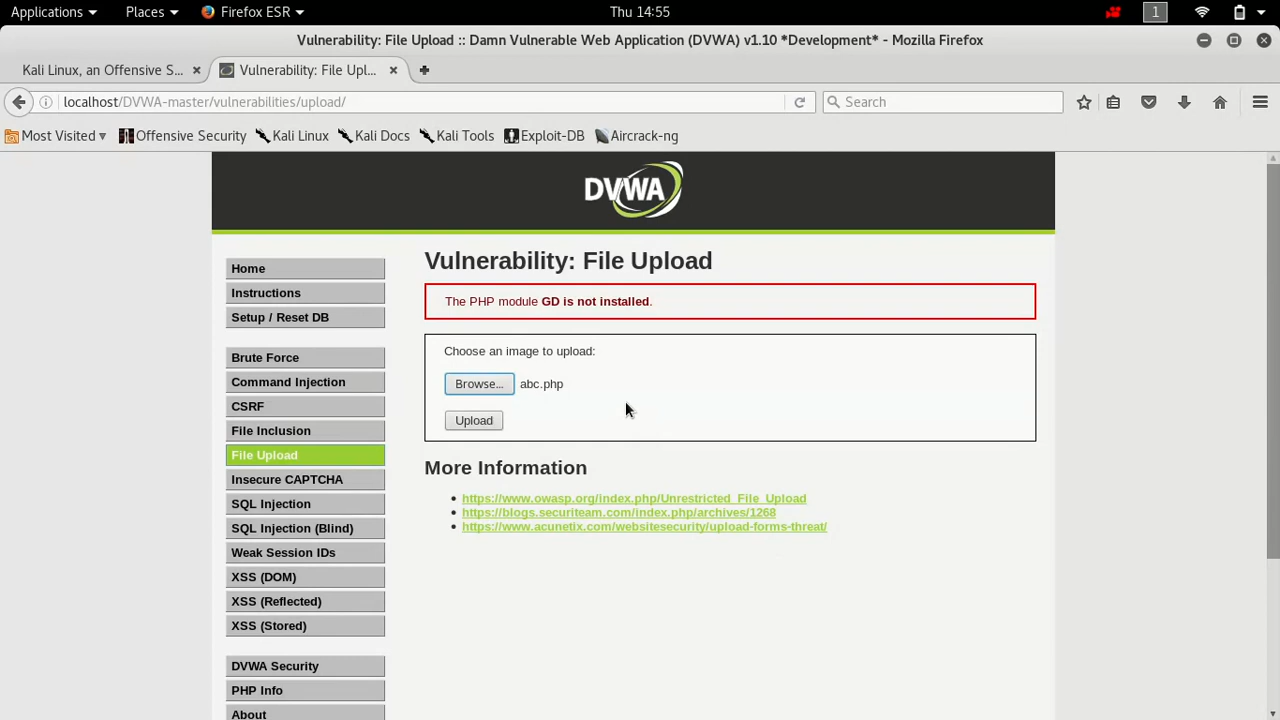 Applications Places Firefox ESR Thu 14:55 1
Vulnerability: File Upload :: Damn Vulnerable Web Application (DVWA) v1.10 *Development* - Mozilla Firefox
Kali Linux, an Offensive S... Vulnerability: File Upl...
localhost/DVWA-master/vulnerabilities/upload/ Search
Most Visited Offensive Security Kali Linux Kali Docs Kali Tools Exploit-DB Aircrack-ng
DVWA
Home
Instructions
Setup / Reset DB
Brute Force
Command Injection
CSRF
File Inclusion
File Upload
Insecure CAPTCHA
SQL Injection
SQL Injection (Blind)
Weak Session IDs
XSS (DOM)
XSS (Reflected)
XSS (Stored)
DVWA Security
PHP Info
About
Vulnerability: File Upload
The PHP module GD is not installed.
Choose an image to upload:
Browse... abc.php
Upload
More Information
https://www.owasp.org/index.php/Unrestricted_File_Upload
https://blogs.securiteam.com/index.php/archives/1268
https://www.acunetix.com/websitesecurity/upload-forms-threat/